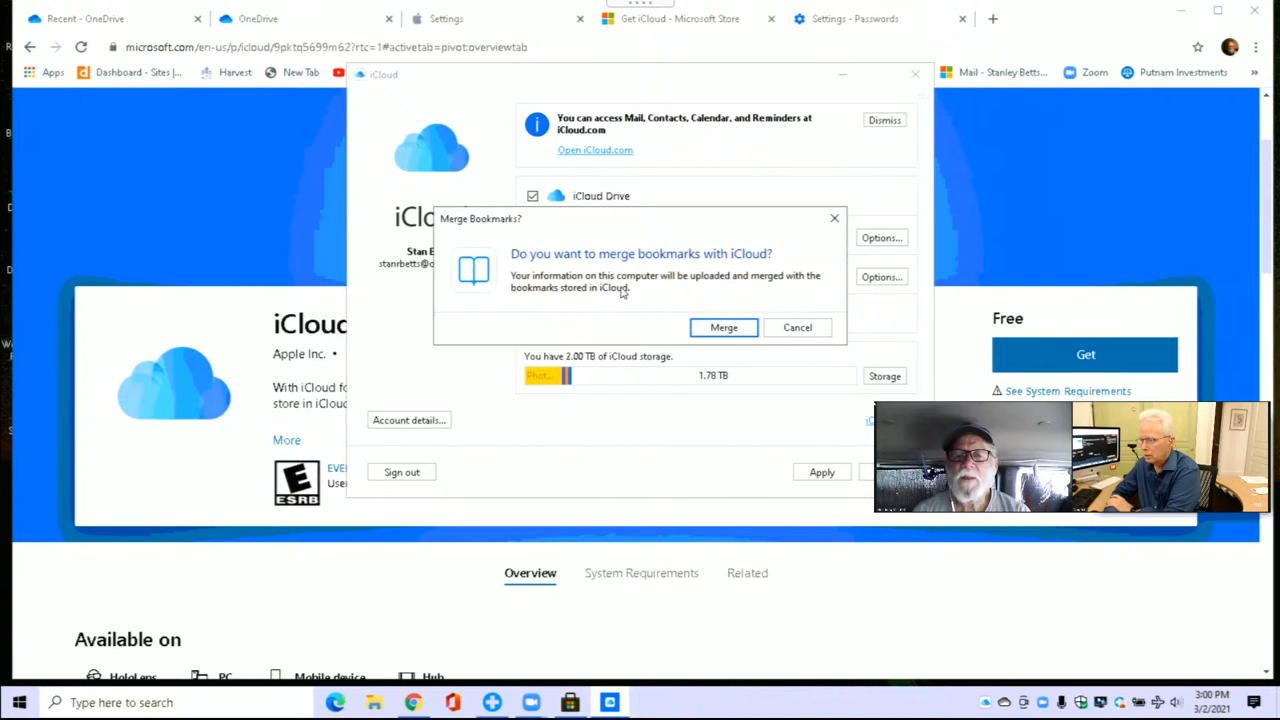 Recent - OneDrive
OneDrive
Settings
Get iCloud - Microsoft Store
Settings - Passwords
microsoft.com/en-us/p/icloud/9pktq5699m62?rtc=1#activetab=pivot:overviewtab
Apps
Dashboard - Sites |...
Harvest
New Tab
Mail - Stanley Betts...
Zoom
Putnam Investments
iCloud
You can access Mail, Contacts, Calendar, and Reminders at
iCloud.com
Dismiss
Open iCloud.com
iCloud Drive
iClo
Stan
stanrbetts@
Options...
Options...
Merge Bookmarks?
Do you want to merge bookmarks with iCloud?
Your information on this computer will be uploaded and merged with the
bookmarks stored in iCloud.
Merge
Cancel
You have 2.00 TB of iCloud storage.
Phot...
1.78 TB
Storage
Account details...
Sign out
Apply
iCloud
Apple Inc. •
With iCloud fo
store in iCloud
More
E
ESRB
EVE
User
Free
Get
See System Requirements
Overview
System Requirements
Related
Available on
HoloLens
PC
Mobile device
Hub
Type here to search
3:00 PM
3/2/2021